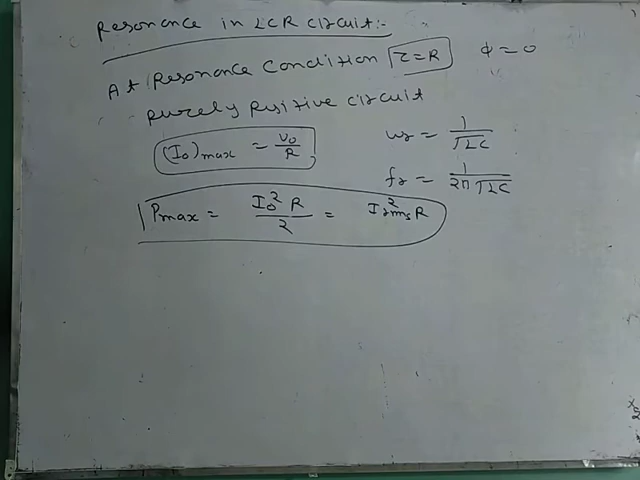 Resonance in LCR circuit:-
At Resonance Condition Z=R φ=0
purely risitive circuit
(I₀)max = V₀/R ωr = 1/√LC
fr = 1/2π√LC
Pmax = I₀²R/2 = I²rms R